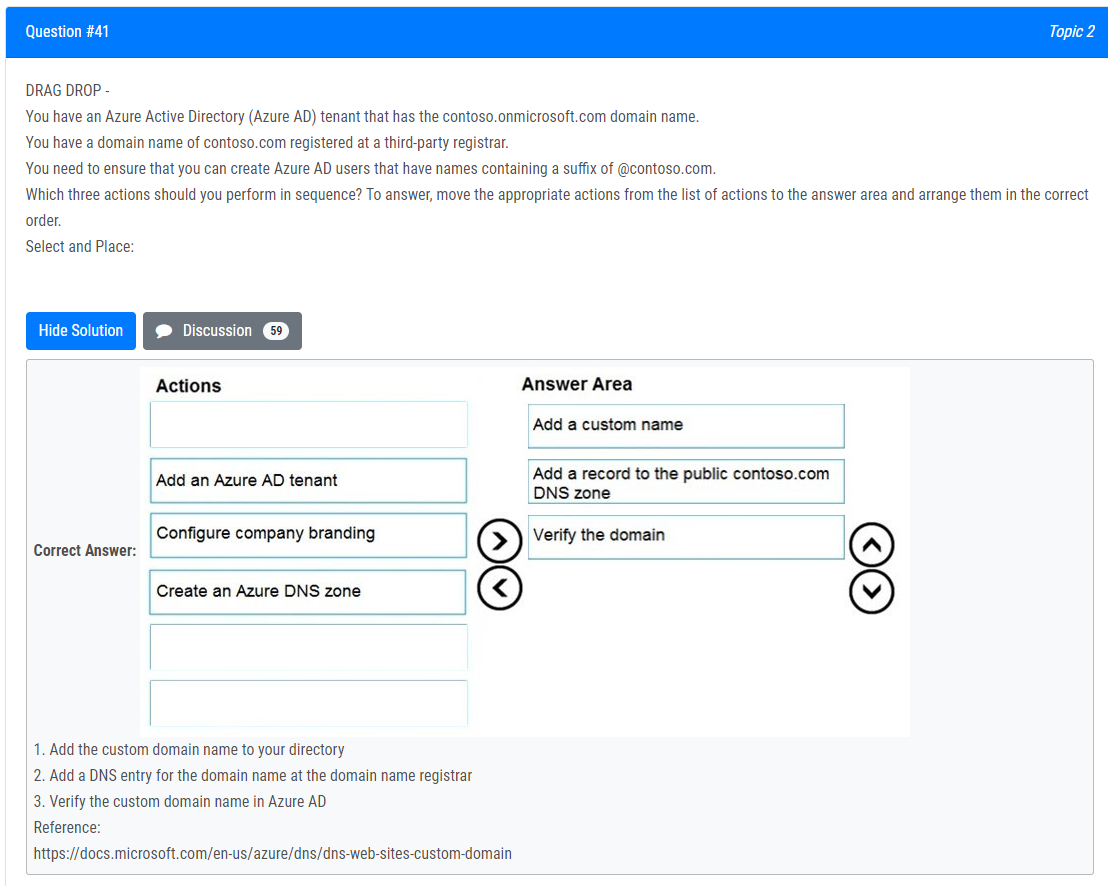 Question #41
Topic 2
DRAG DROP -
You have an Azure Active Directory (Azure AD) tenant that has the contoso.onmicrosoft.com domain name.
You have a domain name of contoso.com registered at a third-party registrar.
You need to ensure that you can create Azure AD users that have names containing a suffix of @contoso.com.
Which three actions should you perform in sequence? To answer, move the appropriate actions from the list of actions to the answer area and arrange them in the correct
order.
Select and Place:
Hide Solution
Discussion 59
Correct Answer:
Actions
Add an Azure AD tenant
Configure company branding
Create an Azure DNS zone
Answer Area
Add a custom name
Add a record to the public contoso.com
DNS zone
Verify the domain
1. Add the custom domain name to your directory
2. Add a DNS entry for the domain name at the domain name registrar
3. Verify the custom domain name in Azure AD
Reference:
https://docs.microsoft.com/en-us/azure/dns/dns-web-sites-custom-domain